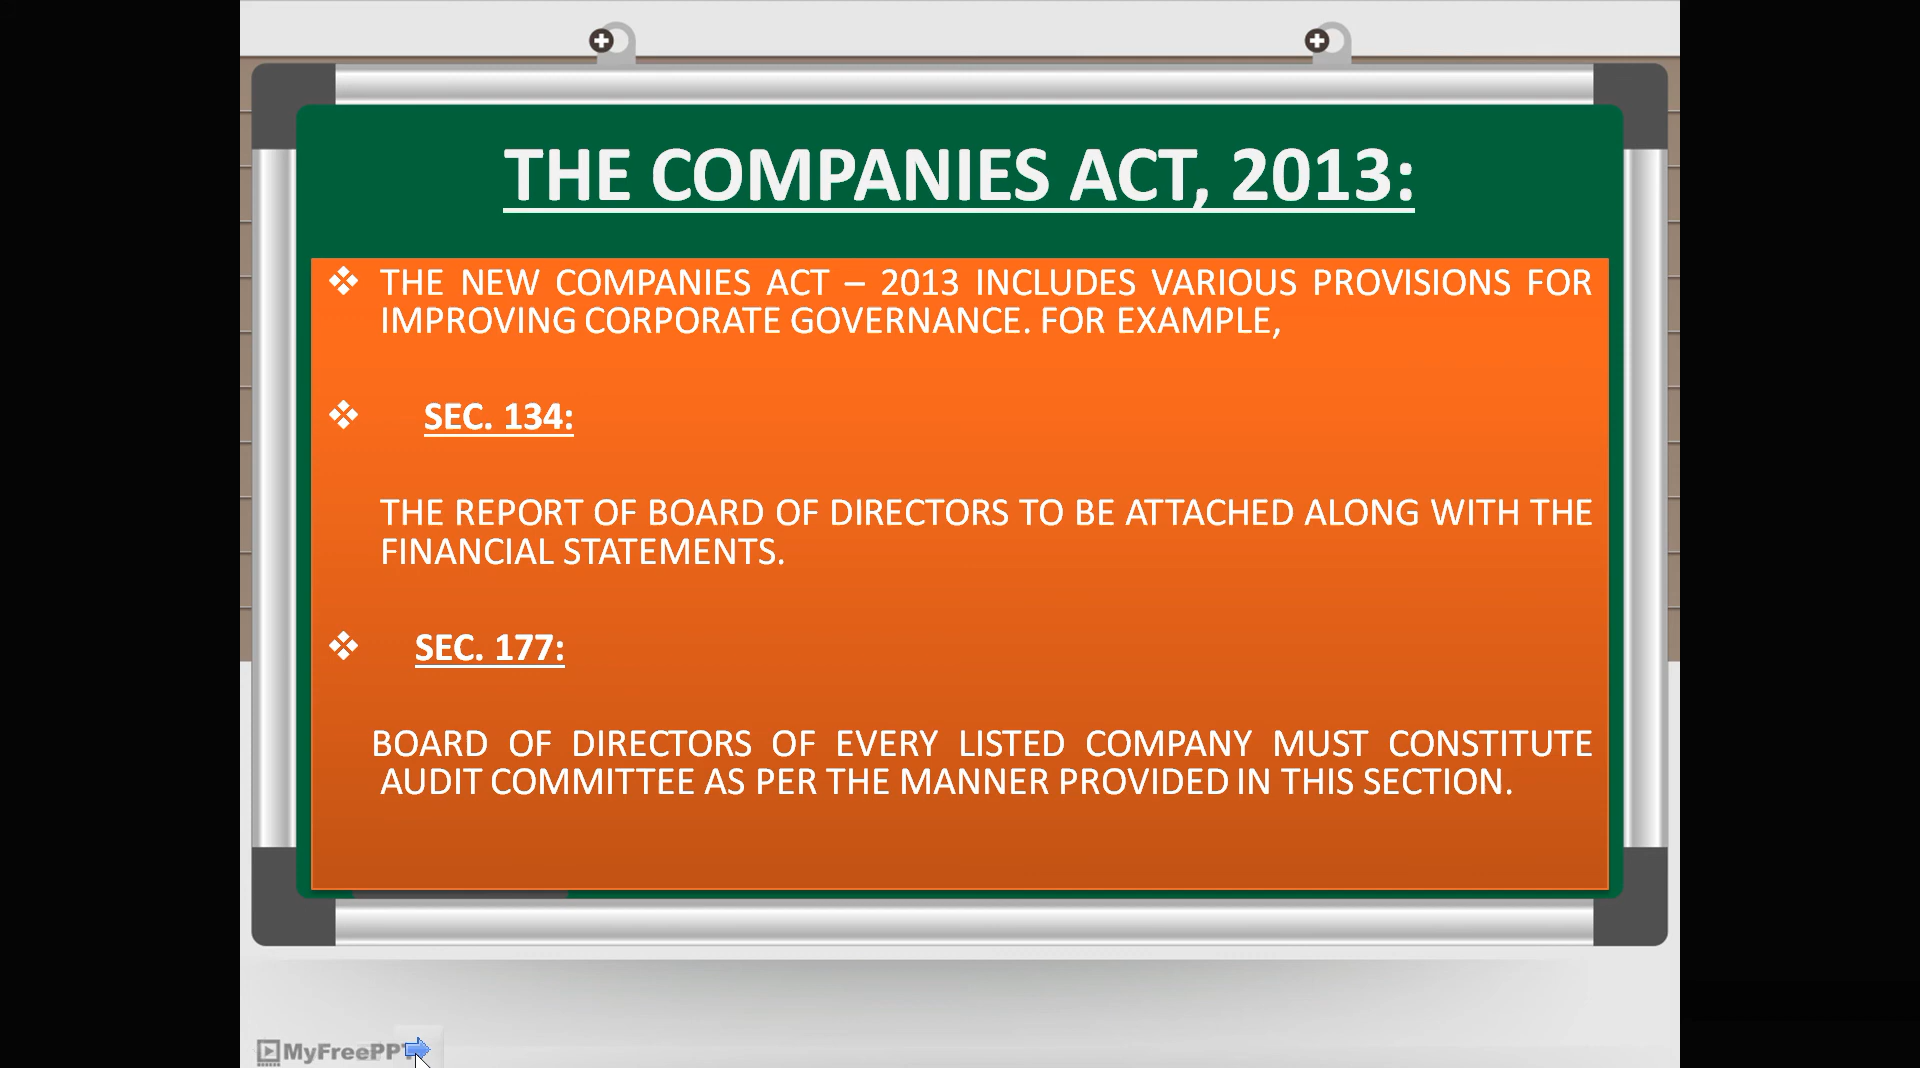 THE COMPANIES ACT, 2013:
❖ THE NEW COMPANIES ACT – 2013 INCLUDES VARIOUS PROVISIONS FOR
IMPROVING CORPORATE GOVERNANCE. FOR EXAMPLE,
❖ SEC. 134:
THE REPORT OF BOARD OF DIRECTORS TO BE ATTACHED ALONG WITH THE
FINANCIAL STATEMENTS.
❖ SEC. 177:
BOARD OF DIRECTORS OF EVERY LISTED COMPANY MUST CONSTITUTE
AUDIT COMMITTEE AS PER THE MANNER PROVIDED IN THIS SECTION.
MyFreePPT